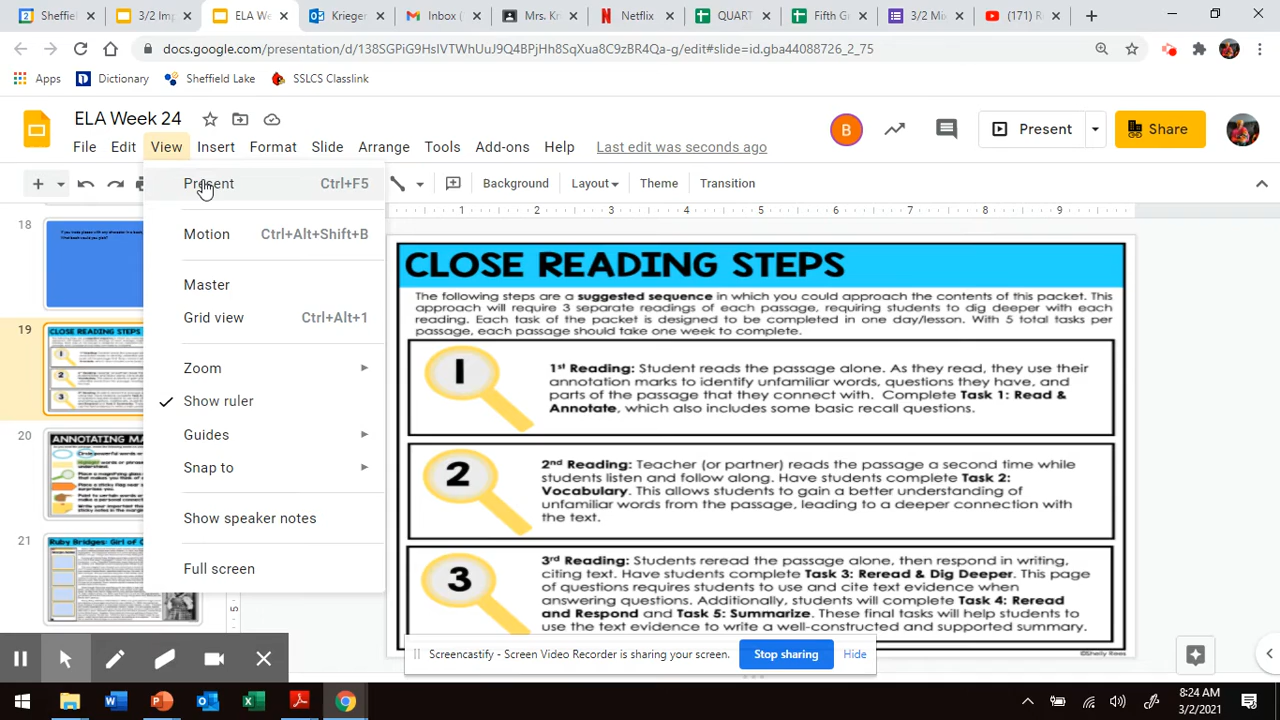 Sheffiel
3/2 Imp
ELA Week
Krieger
Inbox (
Mrs. Kr
Netflix
QUART
Fifth Gr
3/2 Mix
(171) R
docs.google.com/presentation/d/138SGPiG9HsIVTWhUuJ9Q4BPjHh8SqXua8C9zBR4Qa-g/edit#slide=id.gba44088726_2_75
Apps Dictionary Sheffield Lake SSLCS Classlink
ELA Week 24
B
Present
Share
File Edit View Insert Format Slide Arrange Tools Add-ons Help Last edit was seconds ago
Background Layout Theme Transition
Present Ctrl+F5
Motion Ctrl+Alt+Shift+B
Master
Grid view Ctrl+Alt+1
Zoom
Show ruler
Guides
Snap to
Show speaker notes
Full screen
1 2 3 4 5 6 7 8 9
18
19
CLOSE READING STEPS
20
ANNOTATING MA
21
Ruby Bridges: Girl of C
5
CLOSE READING STEPS
The following steps are a suggested sequence in which you could approach the contents of this packet. This
approach will require 3 separate readings of each passage, requiring students to dig deeper with each
reading. Each task of the packet is designed to be completed in one day/lesson. With 5 total tasks per
passage, each passage should take one week to complete.
1
1st Reading: Student reads the passage alone. As they read, they use their
annotation marks to identify unfamiliar words, questions they have, and
parts of the passage that they connect with. Complete Task 1: Read &
Annotate, which also includes some basic recall questions.
2
2nd Reading: Teacher (or partner) reads the passage a second time while
students listen and follow along. Have students complete Task 2:
Vocabulary. This allows students to gain a better understanding of
unfamiliar words from the passage, leading to a deeper connection with
the text.
3
3rd Reading: Students reread the passage alone, then respond in writing,
citing text. Have students complete Task 3: Reread & Dig Deeper. This page
of questions requires students to use and cite text evidence when
answering questions. Additionally, students will complete Task 4: Reread
and Respond and Task 5: Summarize. These final tasks will help students to
use the text evidence to write a well-constructed and supported summary.
©Shelly Rees
Screencastify - Screen Video Recorder is sharing your screen.
Stop sharing
Hide
8:24 AM
3/2/2021